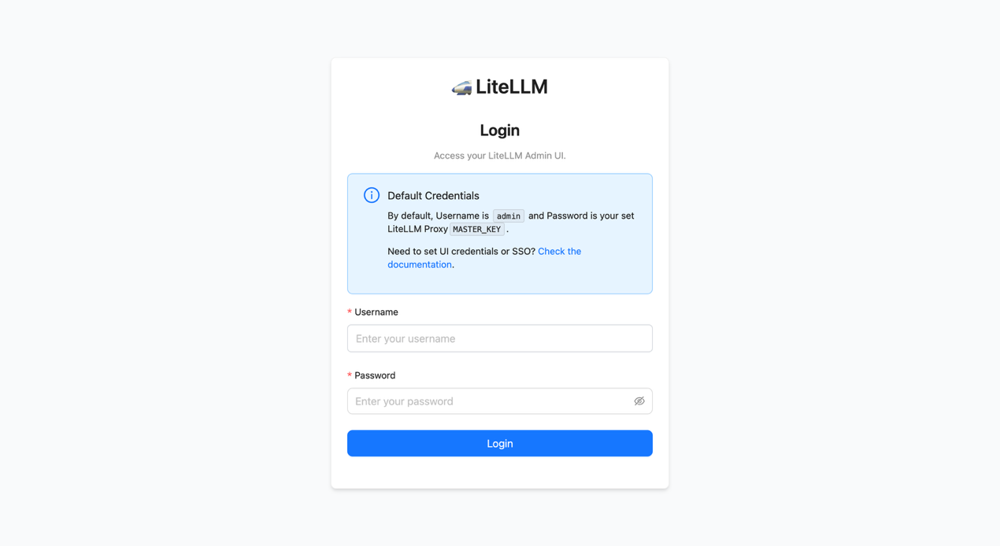 LiteLLM
Login
Access your LiteLLM Admin UI.
Default Credentials
By default, Username is admin and Password is your set
LiteLLM Proxy MASTER_KEY .
Need to set UI credentials or SSO? Check the
documentation.
* Username
Enter your username
* Password
Enter your password
Login